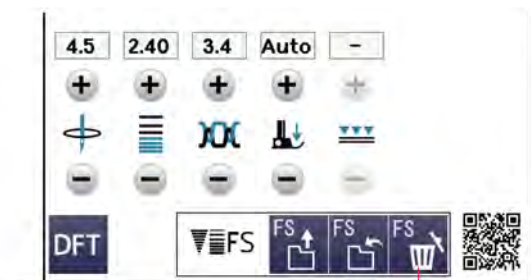 4.5 2.40 3.4 Auto -
+ + + + +
- - - - -
DFT FS FS FS FS